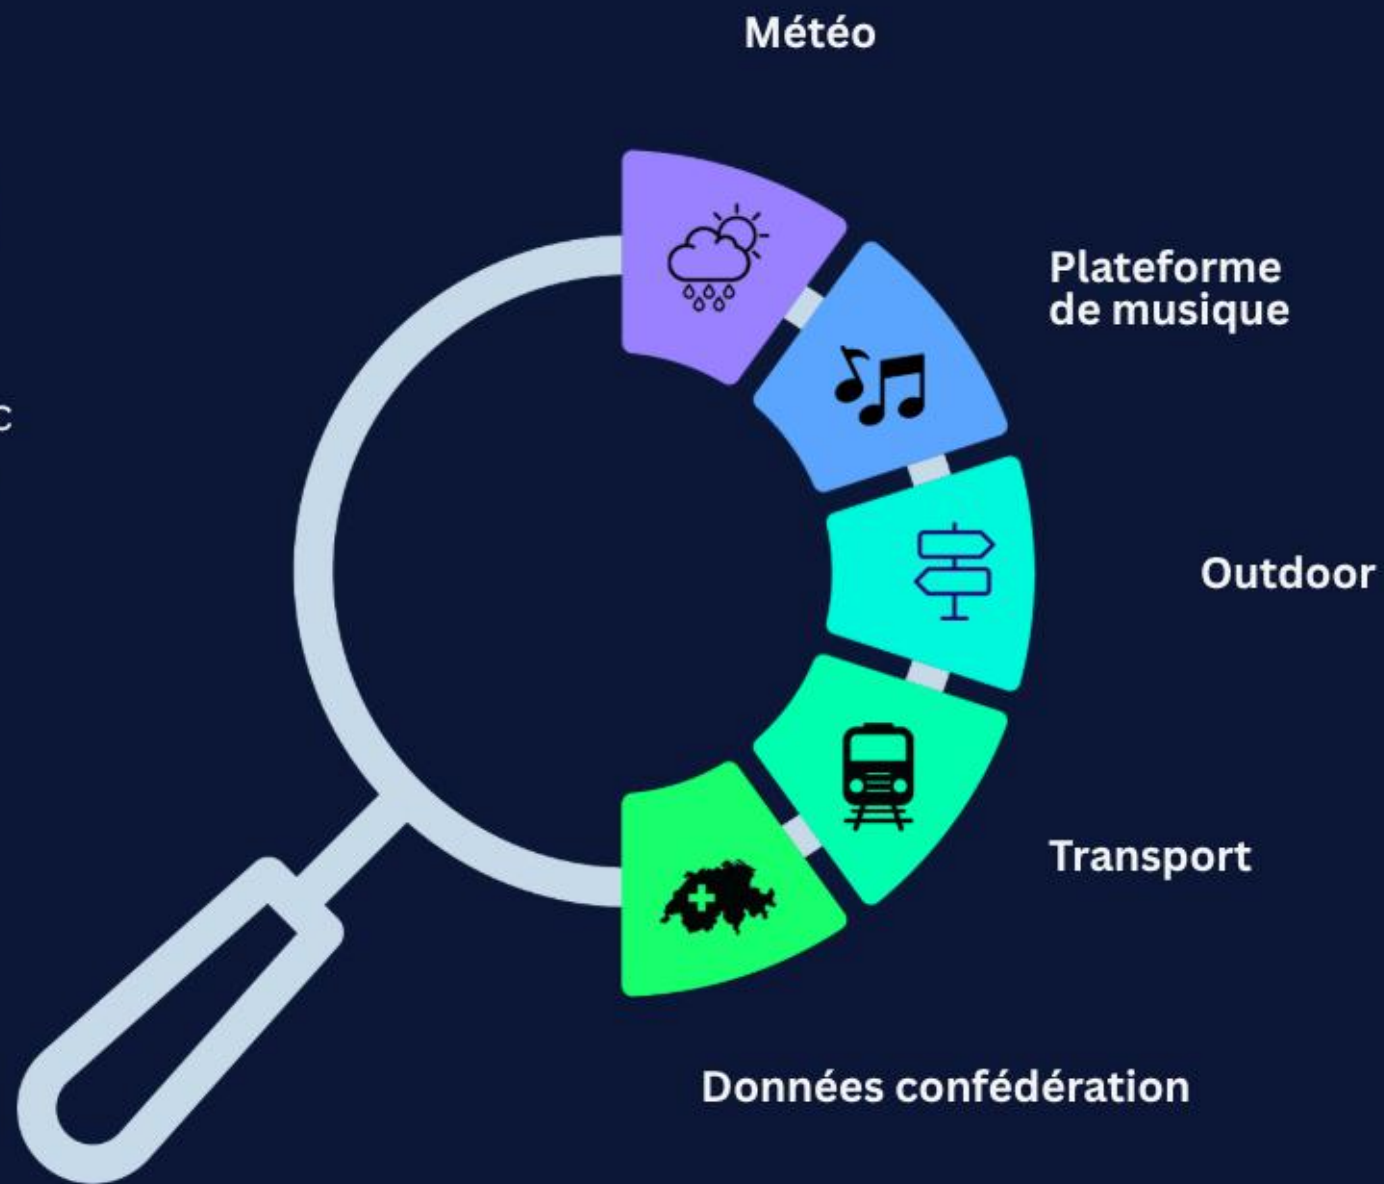 Météo
Plateforme
de musique
c
Outdoor
Transport
Données confédération